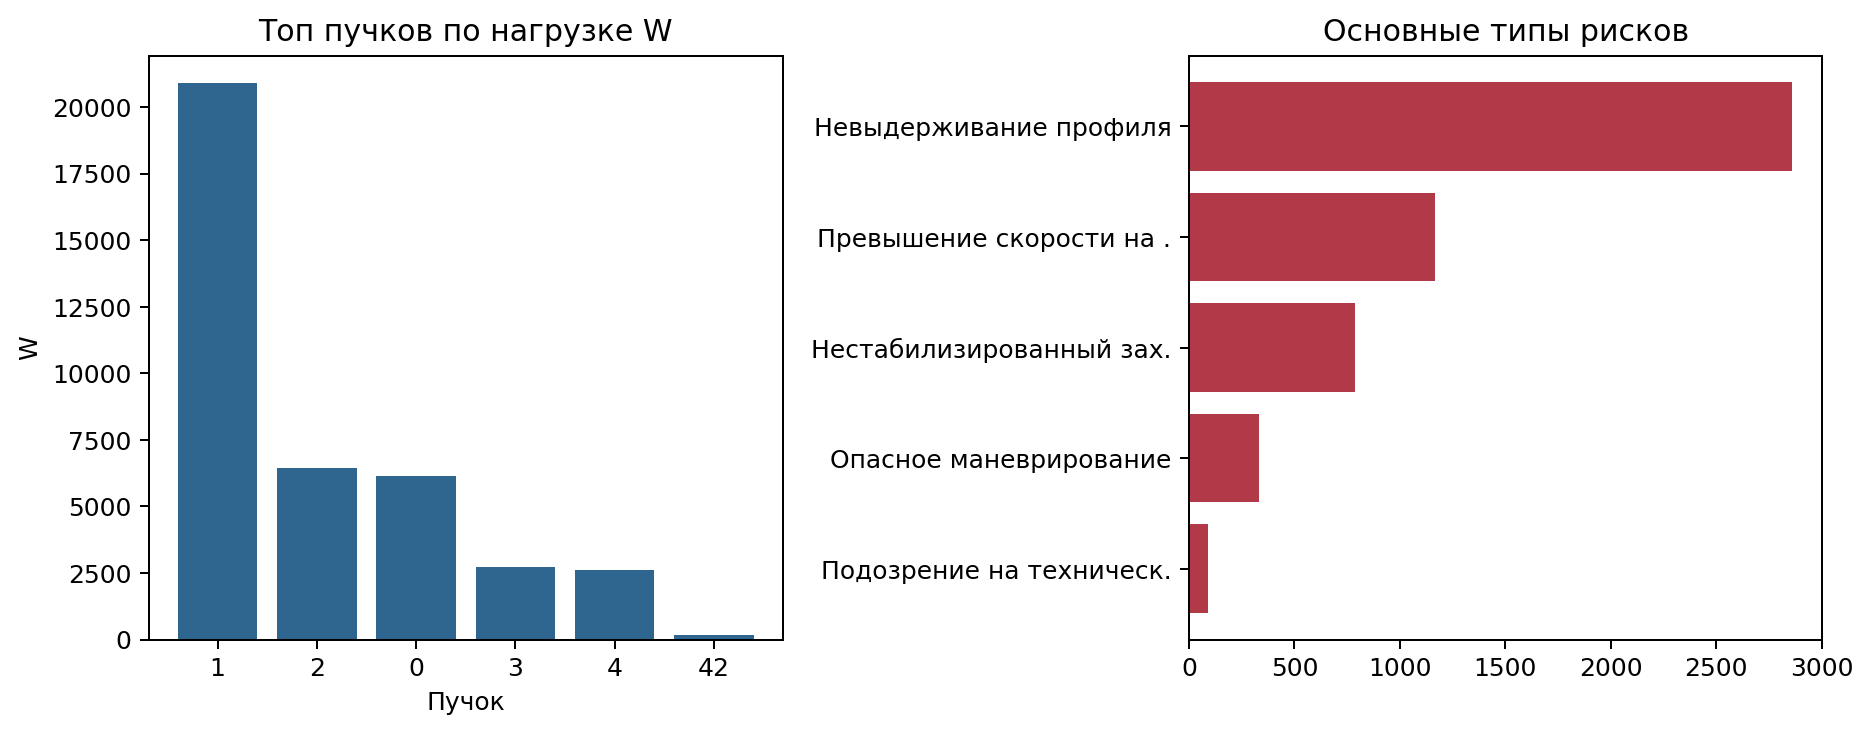 Топ пучков по нагрузке W
20000
17500
15000
12500
10000
7500
5000
2500
0
W
1 2 0 3 4 42
Пучок
Основные типы рисков
Невыдерживание профиля
Превышение скорости на .
Нестабилизированный зах.
Опасное маневрирование
Подозрение на техническ.
0 500 1000 1500 2000 2500 3000